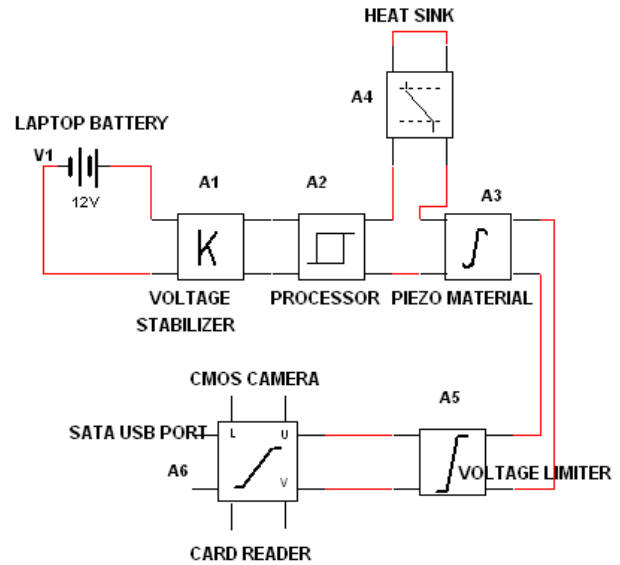 HEAT SINK
A4
LAPTOP BATTERY
V1
12V
A1
A2
A3
K
VOLTAGE
STABILIZER
PROCESSOR
PIEZO MATERIAL
CMOS CAMERA
A5
SATA USB PORT
L
U
A6
V
VOLTAGE LIMITER
CARD READER